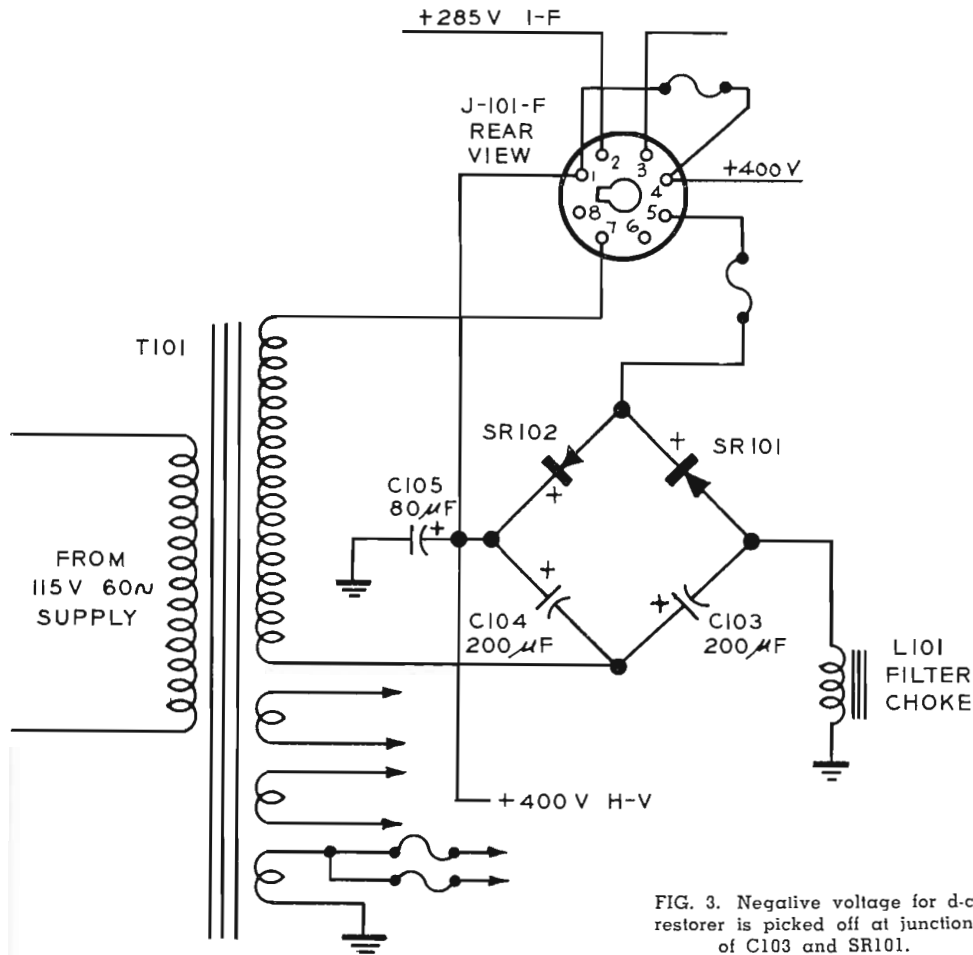 +285V I-F
J-101-F
REAR
VIEW
2
3
1
4
+400V
8
5
7
6
T101
SR102
+
SR101
+
C105
80μF
+
FROM
115V 60~
SUPPLY
+
C104
200μF
+
C103
200μF
L101
FILTER
CHOKE
+400V H-V
FIG. 3. Negalive voltage for d-c
restorer is picked off at junction
of C103 and SR101.